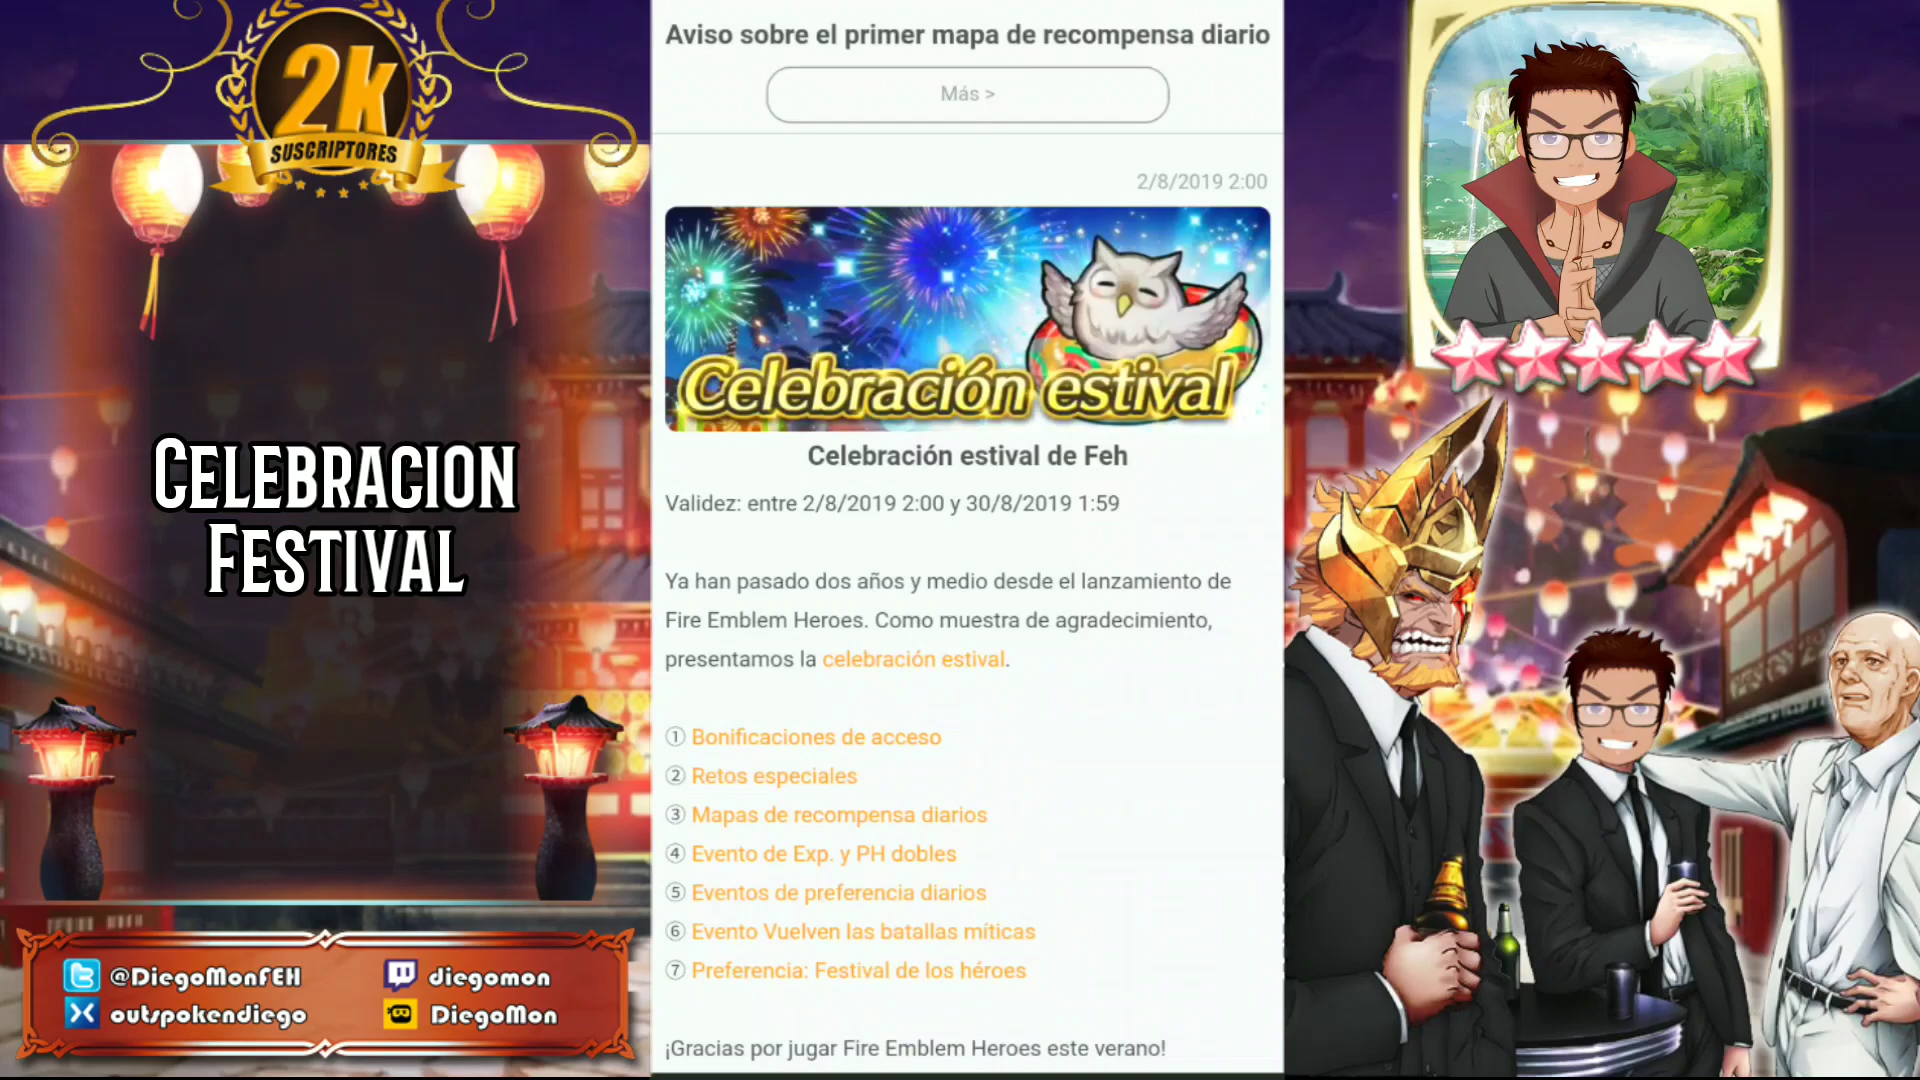 2k
SUSCRIPTORES
CELEBRACION
FESTIVAL
@DiegoMonFEH
diegomon
outspokendiego
DiegoMon
Aviso sobre el primer mapa de recompensa diario
Más >
2/8/2019 2:00
Celebración estival
Celebración estival de Feh
Validez: entre 2/8/2019 2:00 y 30/8/2019 1:59
Ya han pasado dos años y medio desde el lanzamiento de
Fire Emblem Heroes. Como muestra de agradecimiento,
presentamos la celebración estival.
① Bonificaciones de acceso
② Retos especiales
③ Mapas de recompensa diarios
④ Evento de Exp. y PH dobles
⑤ Eventos de preferencia diarios
⑥ Evento Vuelven las batallas míticas
⑦ Preferencia: Festival de los héroes
¡Gracias por jugar Fire Emblem Heroes este verano!